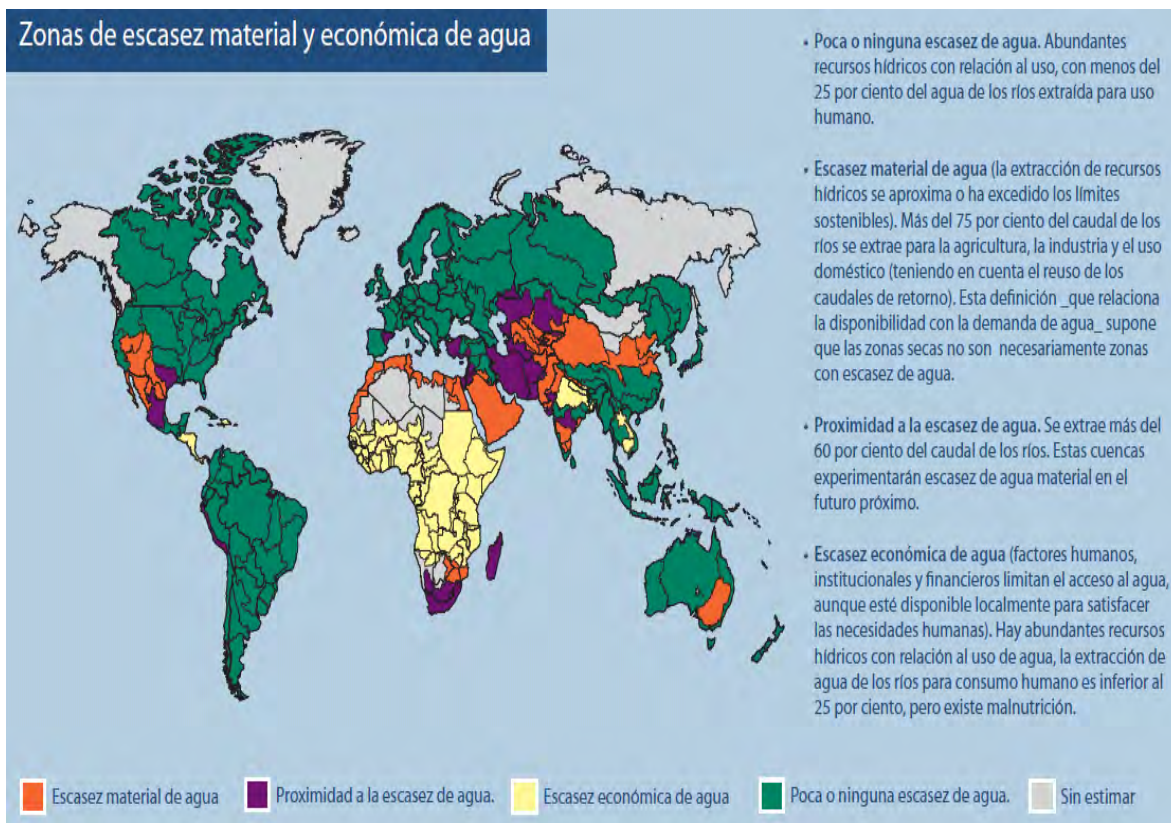 Zonas de escasez material y económica de agua
• Poca o ninguna escasez de agua. Abundantes
recursos hídricos con relación al uso, con menos del
25 por ciento del agua de los ríos extraída para uso
humano.
• Escasez material de agua (la extracción de recursos
hídricos se aproxima o ha excedido los límites
sostenibles). Más del 75 por ciento del caudal de los
ríos se extrae para la agricultura, la industria y el uso
doméstico (teniendo en cuenta el reuso de los
caudales de retorno). Esta definición _que relaciona
la disponibilidad con la demanda de agua_ supone
que las zonas secas no son necesariamente zonas
con escasez de agua.
• Proximidad a la escasez de agua. Se extrae más del
60 por ciento del caudal de los ríos. Estas cuencas
experimentarán escasez de agua material en el
futuro próximo.
• Escasez económica de agua (factores humanos,
institucionales y financieros limitan el acceso al agua,
aunque esté disponible localmente para satisfacer
las necesidades humanas). Hay abundantes recursos
hídricos con relación al uso de agua, la extracción de
agua de los ríos para consumo humano es inferior al
25 por ciento, pero existe malnutrición.
Escasez material de agua
Proximidad a la escasez de agua.
Escasez económica de agua
Poca o ninguna escasez de agua.
Sin estimar